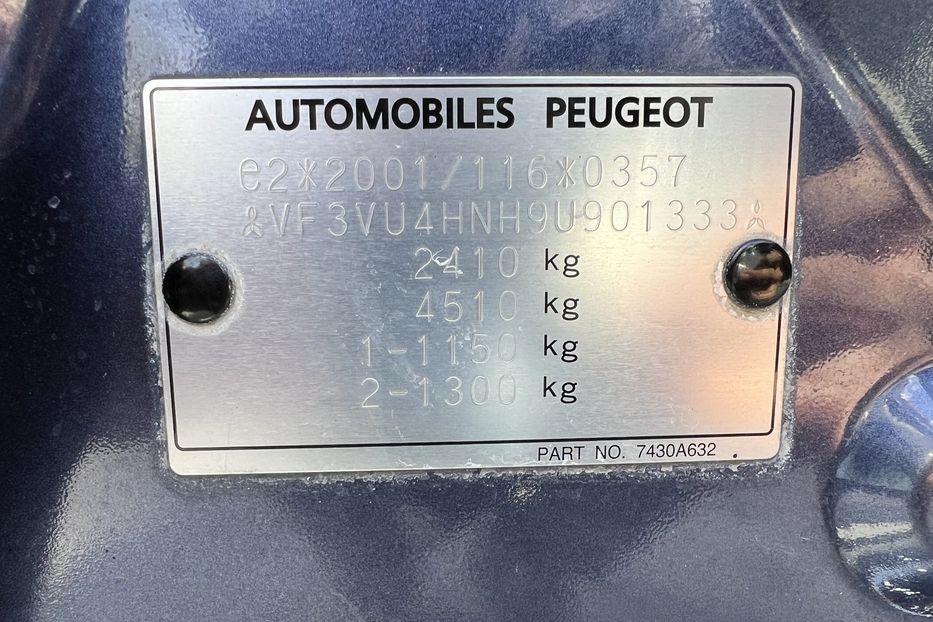 AUTOMOBILES PEUGEOT
e2*2001/116*0357
VF3VU4HNH9U901333
2410 kg
4510 kg
1-1150 kg
2-1300 kg
PART NO. 7430A632